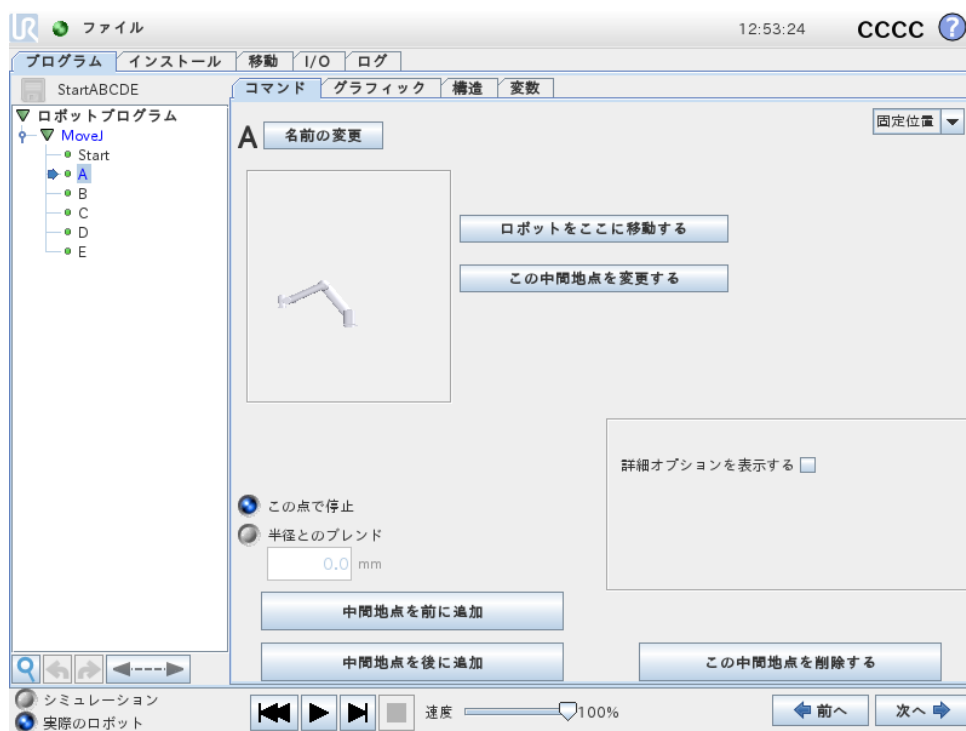 UR ファイル 12:53:24 CCCC ?
プログラム インストール 移動 I/O ログ
StartABCDE
コマンド グラフィック 構造 変数
ロボットプログラム
MoveJ
Start
A
B
C
D
E
A 名前の変更
固定位置
ロボットをここに移動する
この中間地点を変更する
詳細オプションを表示する
この点で停止
半径とのブレンド
0.0 mm
中間地点を前に追加
中間地点を後に追加
この中間地点を削除する
シミュレーション
実際のロボット
速度 100%
前へ 次へ